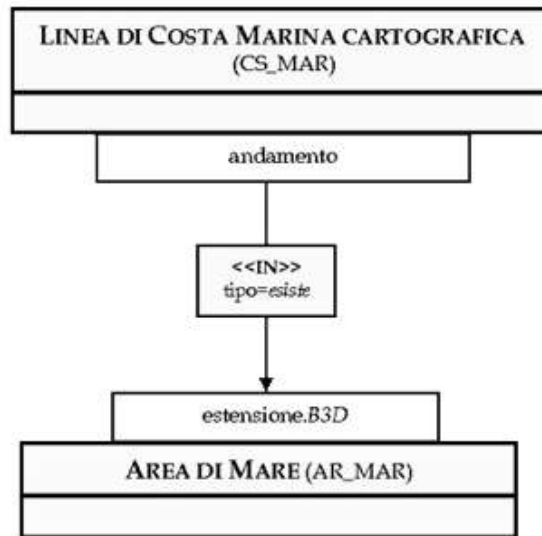 LINEA DI COSTA MARINA CARTOGRAFICA
(CS_MAR)
andamento
<<IN>>
tipo=esiste
estensione.B3D
AREA DI MARE (AR_MAR)